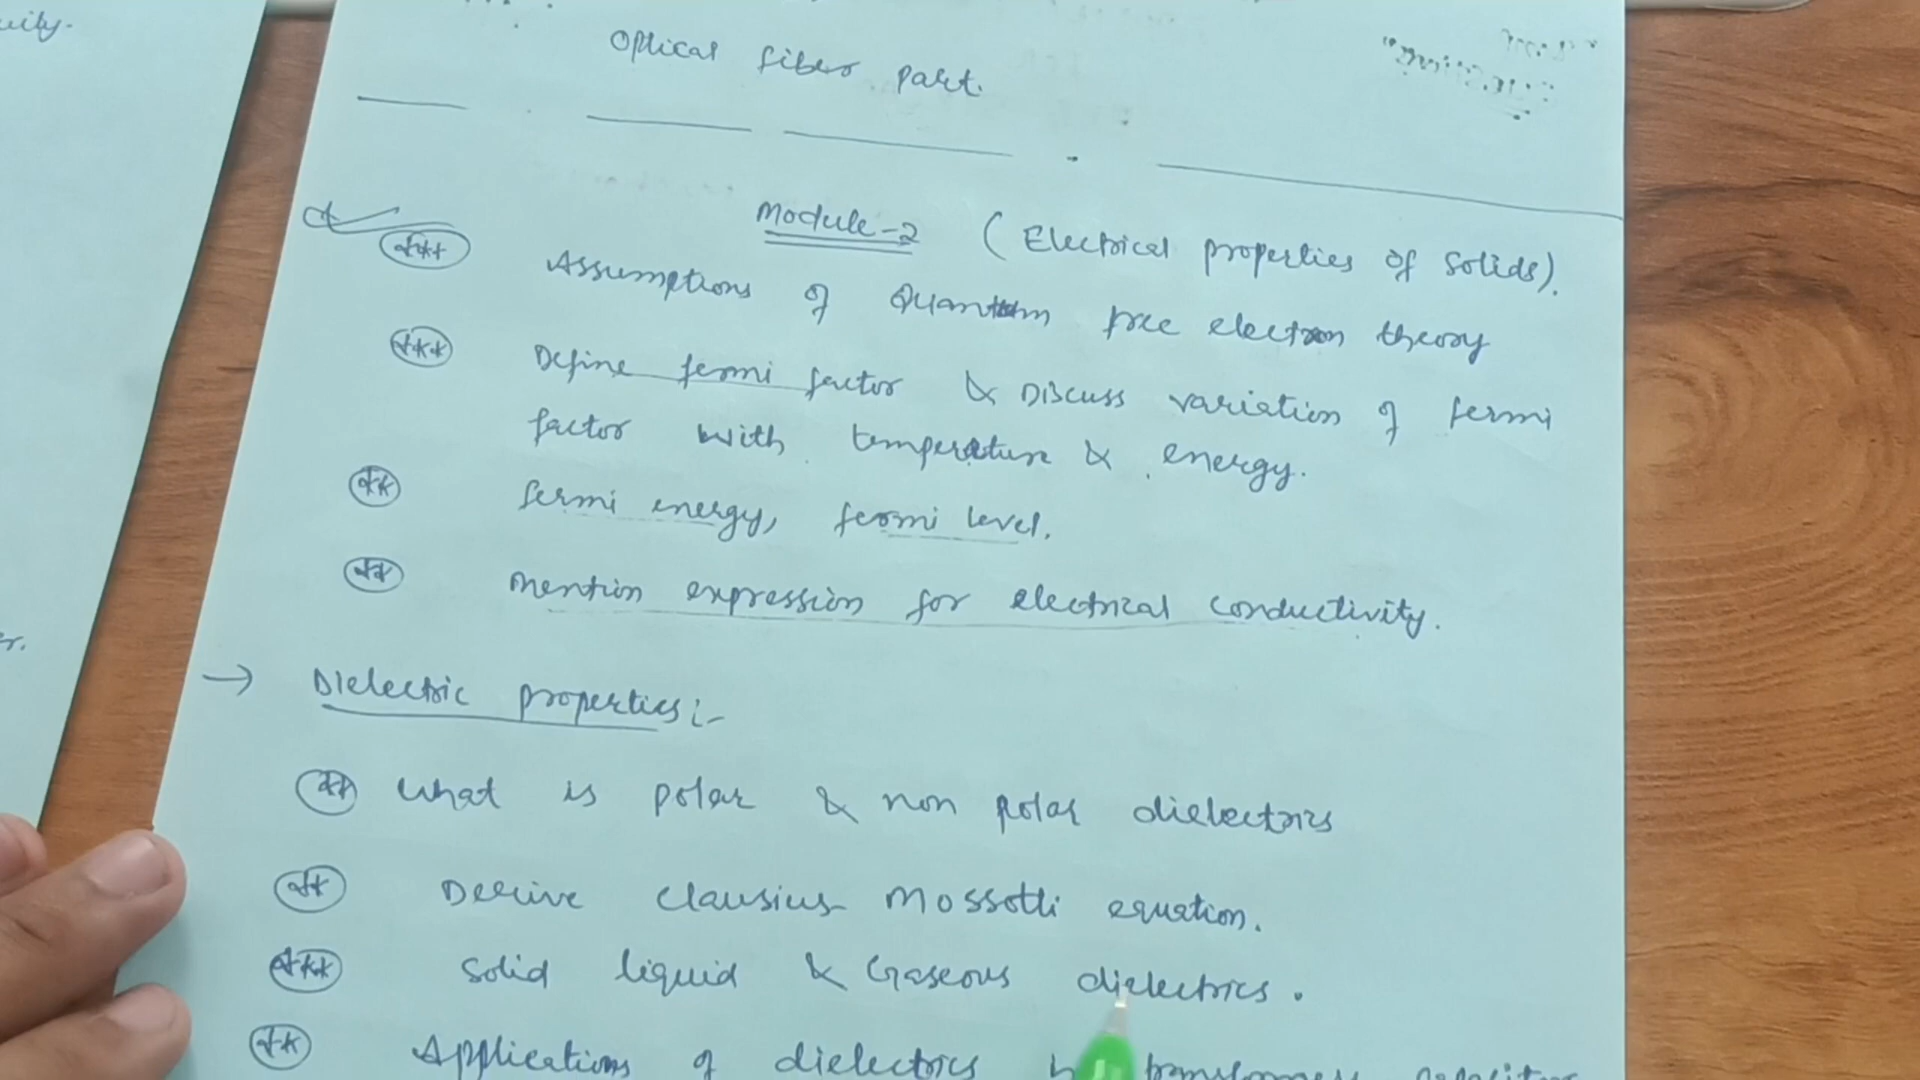 uity.
Optical fiber part.
Module-2 (Electrical properties of solids).
*** Assumptions of Quantum free electron theory
*** Define fermi factor & Discuss variation of fermi
factor with temperature & energy.
** fermi energy, fermi level.
** mention expression for electrical conductivity.
→ Dielectric properties:-
** What is polar & non polar dielectrics
** Derive Clausius Mossotti equation.
*** Solid liquid & Gaseous dielectrics.
** Applications of dielectrics